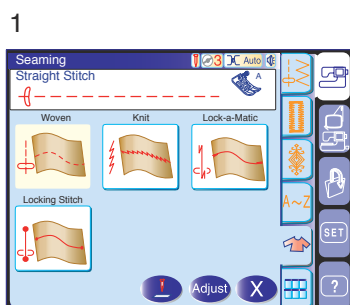 1
Seaming
3 Auto
Straight Stitch
A
Woven Knit Lock-a-Matic
Locking Stitch
A~Z
SET
Adjust X
?